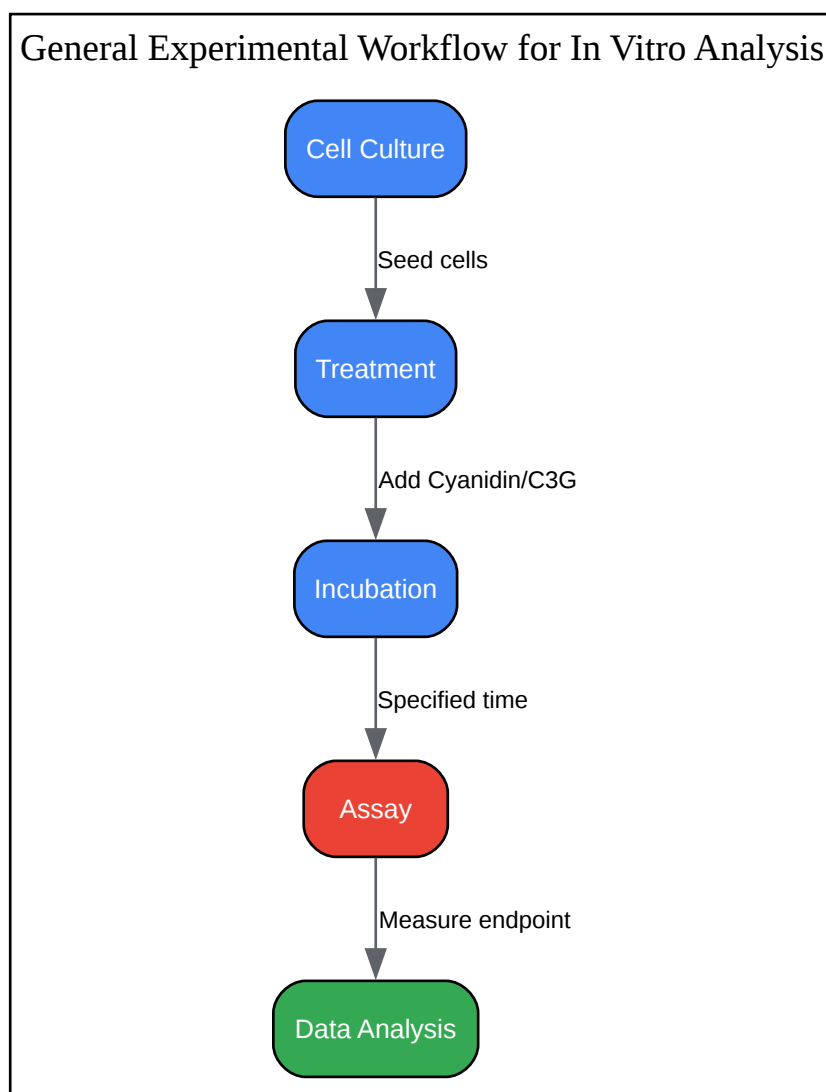 General Experimental Workflow for In Vitro Analysis
Cell Culture
Seed cells
Treatment
Add Cyanidin/C3G
Incubation
Specified time
Assay
Measure endpoint
Data Analysis